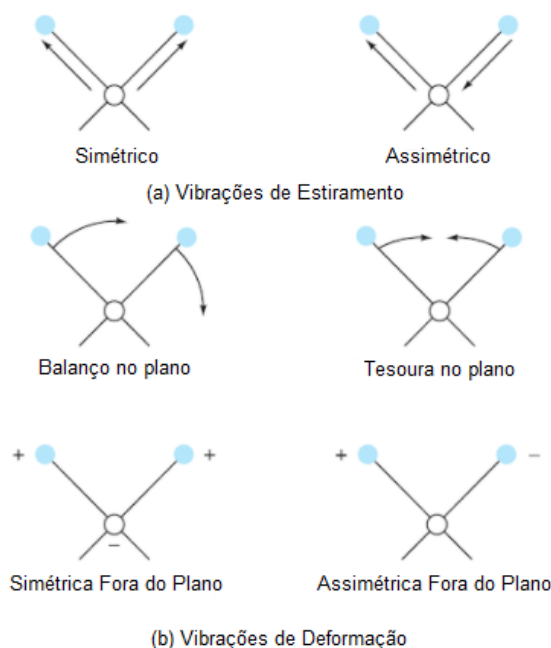 Simétrico
Assimétrico
(a) Vibrações de Estiramento
Balanço no plano
Tesoura no plano
+ +
+ –
–
Simétrica Fora do Plano
Assimétrica Fora do Plano
(b) Vibrações de Deformação